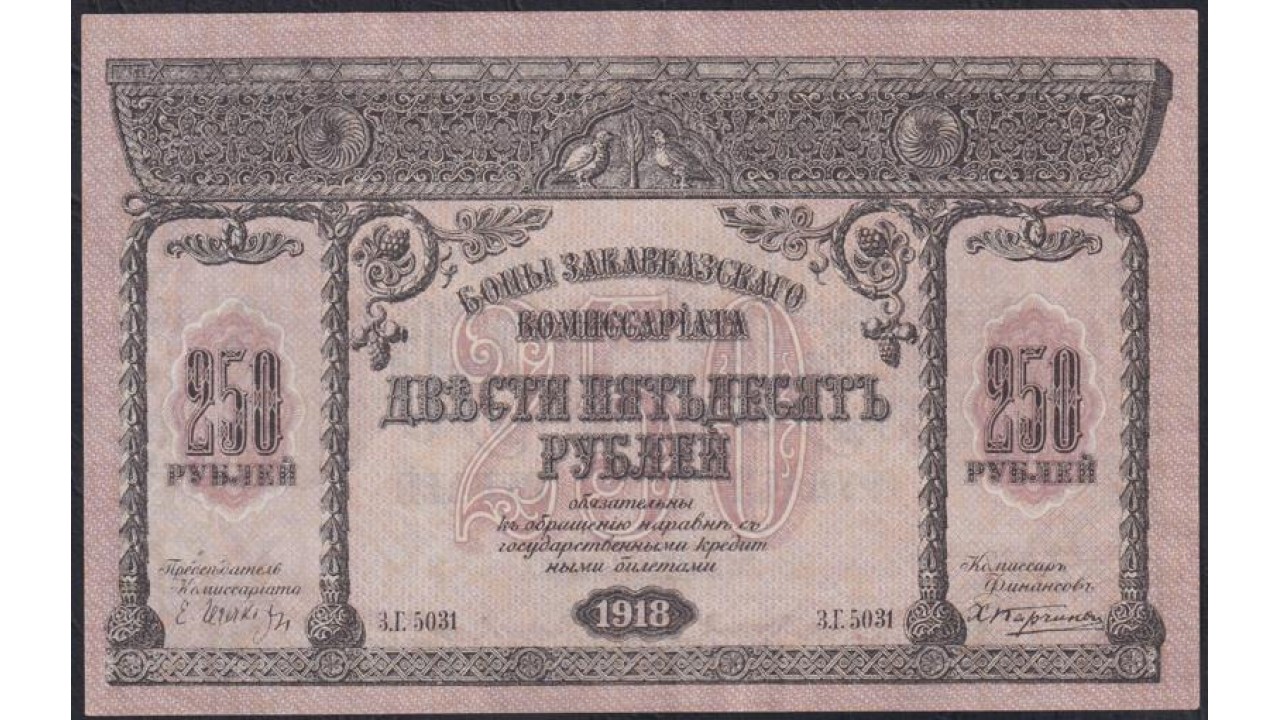 БОНЫ ЗАКАВКАЗСКАГО
КОМИССАРІАТА
250
ДВѢСТИ ПЯТЬДЕСЯТЪ
РУБЛЕЙ
250
РУБЛЕЙ
250
РУБЛЕЙ
обязательны
къ обращенію наравнѣ съ
государственными кредит
ными билетами
Предсѣдатель
Комиссаріата
Комиссаръ
Финансовъ
З.Г. 5031
1918
З.Г. 5031